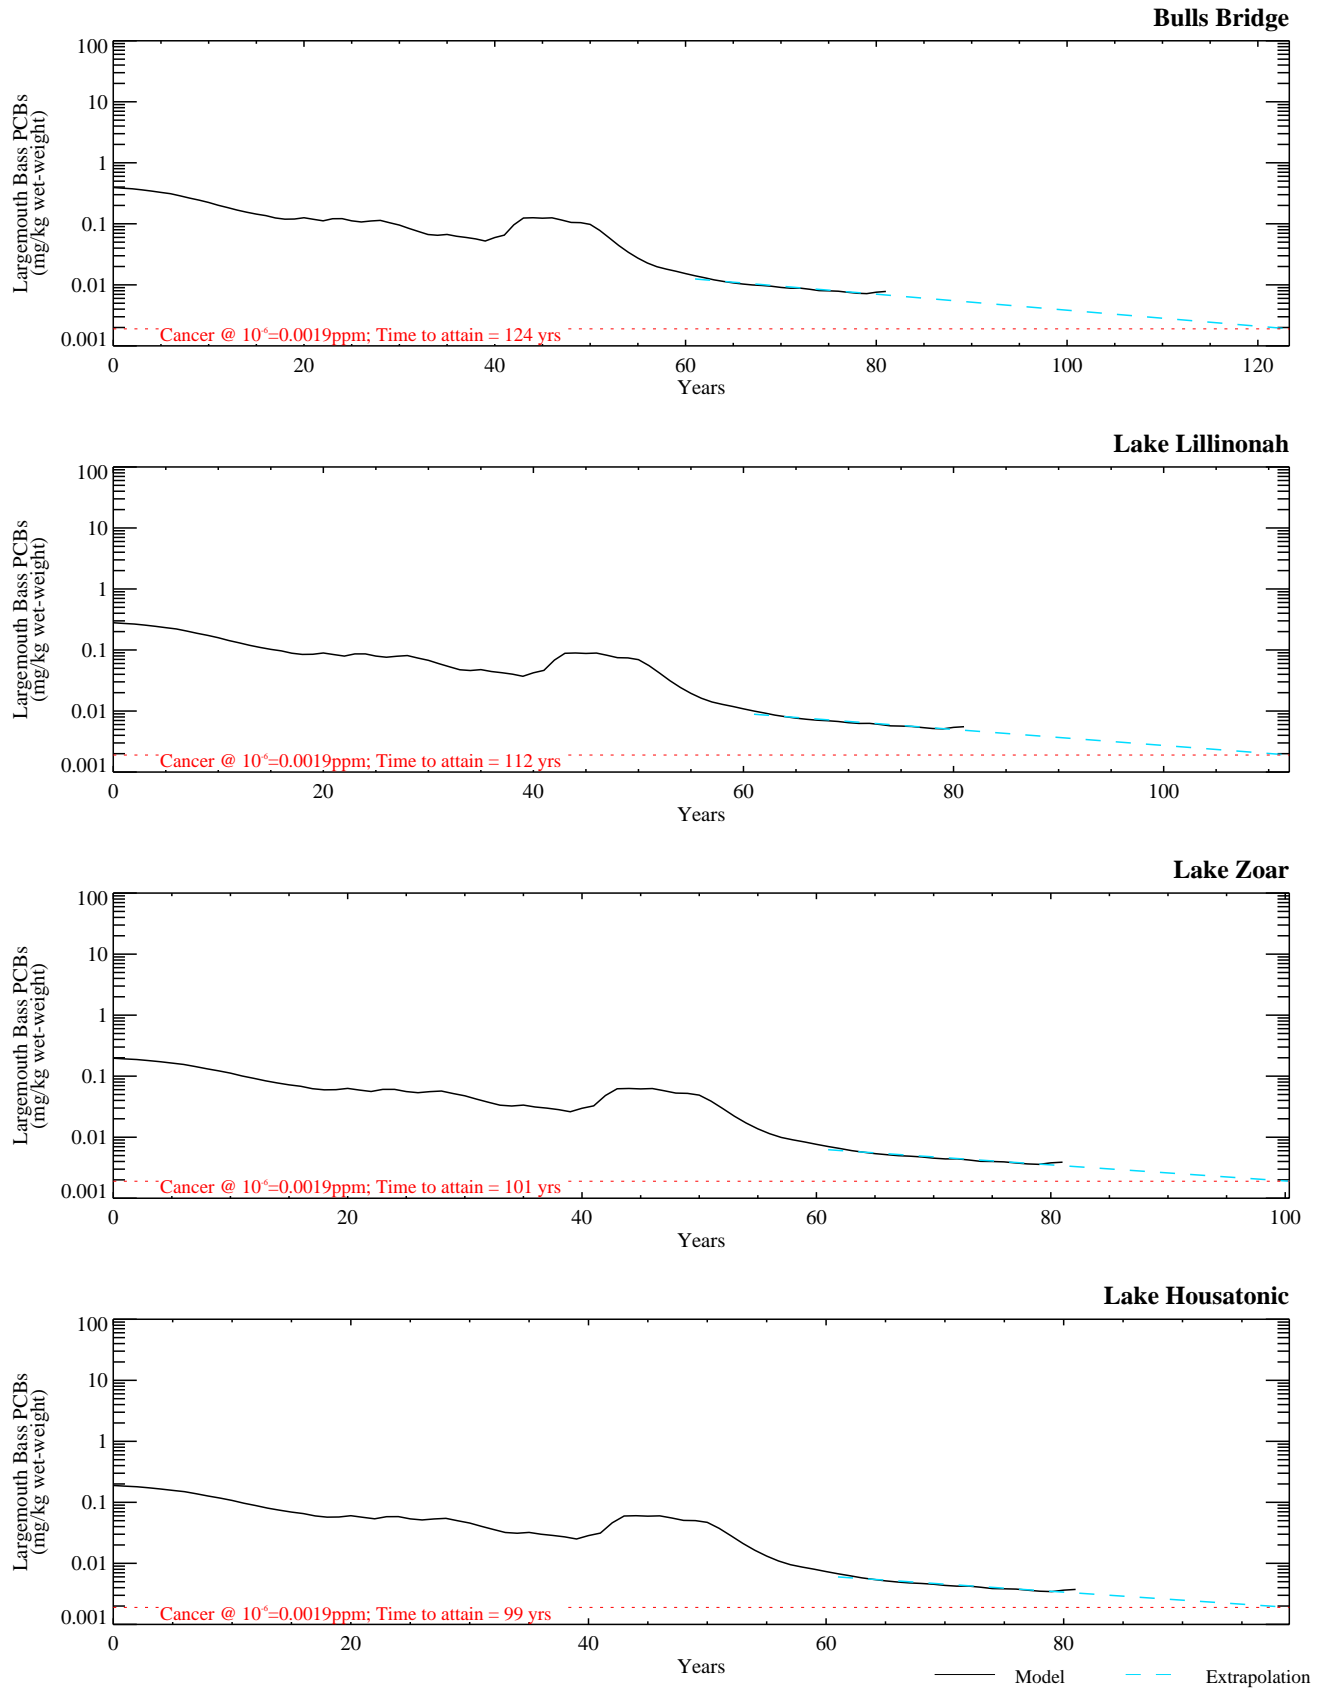 Bulls Bridge
Largemouth Bass PCBs
(mg/kg wet-weight)
100
10
1
0.1
0.01
0.001
Cancer @ 10⁻⁶=0.0019ppm; Time to attain = 124 yrs
0 20 40 60 80 100 120
Years
Lake Lillinonah
Largemouth Bass PCBs
(mg/kg wet-weight)
100
10
1
0.1
0.01
0.001
Cancer @ 10⁻⁶=0.0019ppm; Time to attain = 112 yrs
0 20 40 60 80 100
Years
Lake Zoar
Largemouth Bass PCBs
(mg/kg wet-weight)
100
10
1
0.1
0.01
0.001
Cancer @ 10⁻⁶=0.0019ppm; Time to attain = 101 yrs
0 20 40 60 80 100
Years
Lake Housatonic
Largemouth Bass PCBs
(mg/kg wet-weight)
100
10
1
0.1
0.01
0.001
Cancer @ 10⁻⁶=0.0019ppm; Time to attain = 99 yrs
0 20 40 60 80
Years
Model Extrapolation